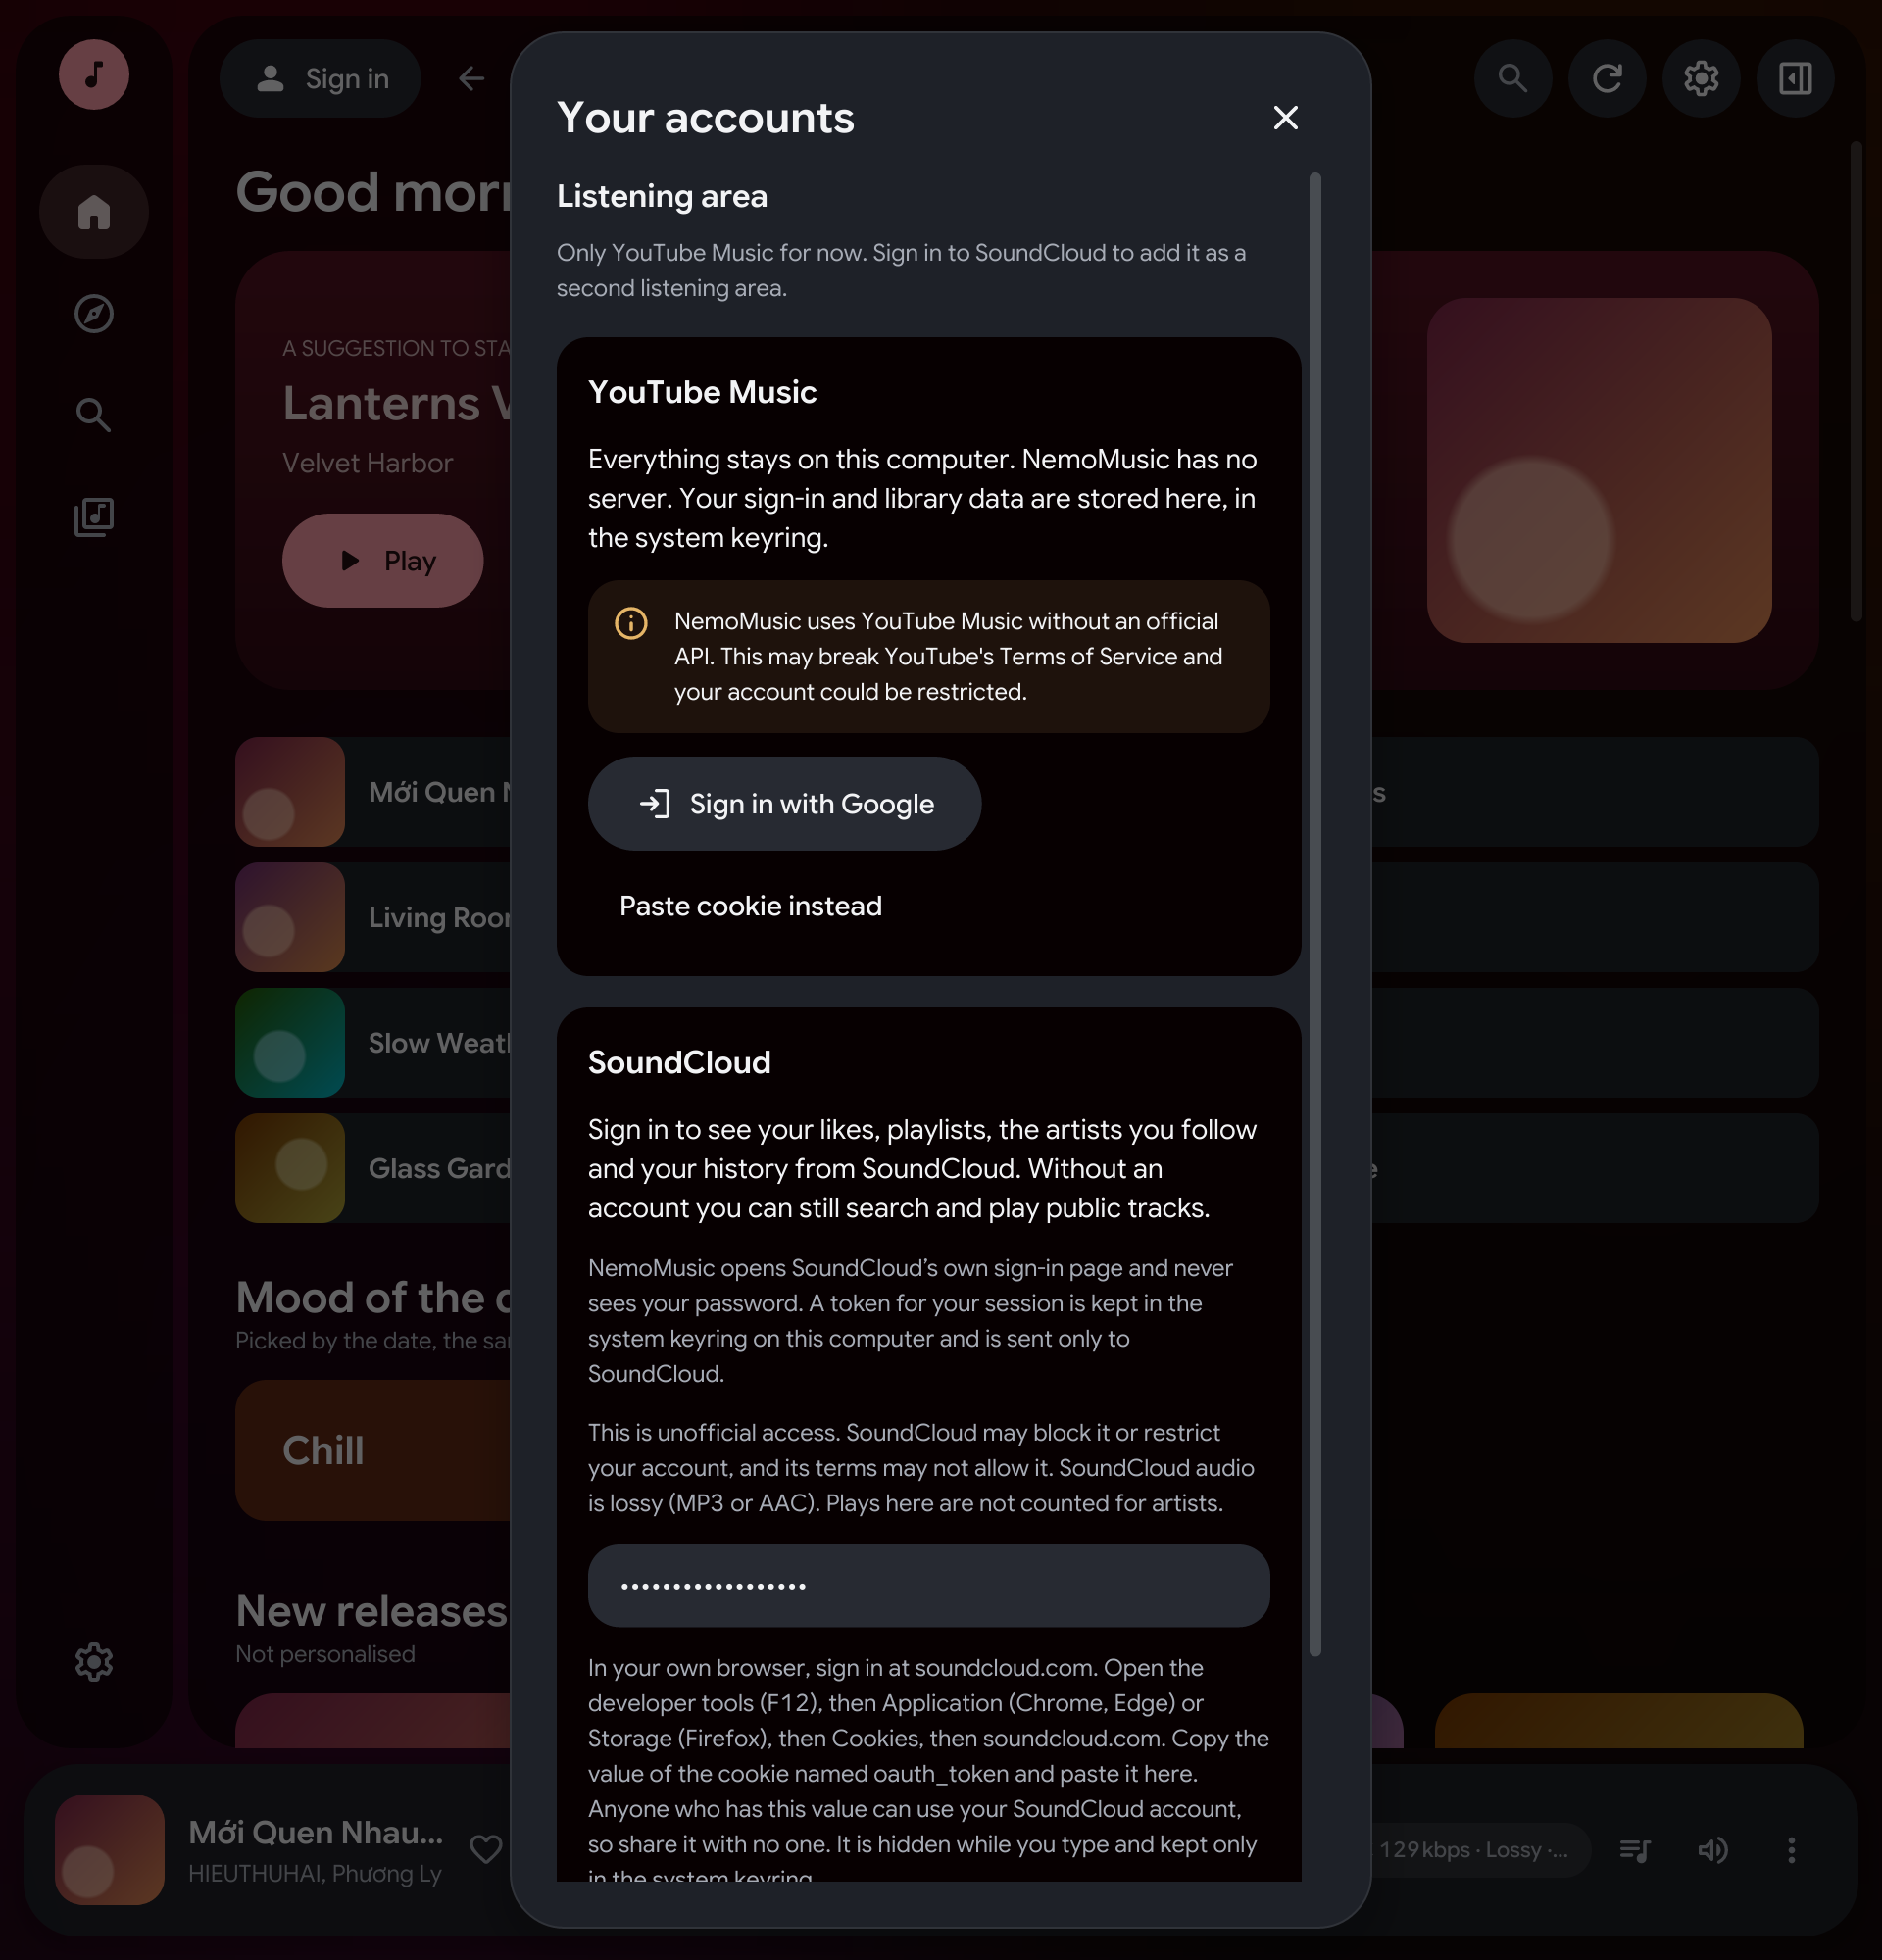 Sign in
Your accounts
Good morn
Listening area
Only YouTube Music for now. Sign in to SoundCloud to add it as a
second listening area.
A SUGGESTION TO STA
Lanterns
Velvet Harbor
Play
YouTube Music
Everything stays on this computer. NemoMusic has no
server. Your sign-in and library data are stored here, in
the system keyring.
NemoMusic uses YouTube Music without an official
API. This may break YouTube's Terms of Service and
your account could be restricted.
Sign in with Google
Paste cookie instead
Mới Quen
Living Roo
Slow Weat
Glass Gard
SoundCloud
Sign in to see your likes, playlists, the artists you follow
and your history from SoundCloud. Without an
account you can still search and play public tracks.
NemoMusic opens SoundCloud’s own sign-in page and never
sees your password. A token for your session is kept in the
system keyring on this computer and is sent only to
SoundCloud.
This is unofficial access. SoundCloud may block it or restrict
your account, and its terms may not allow it. SoundCloud audio
is lossy (MP3 or AAC). Plays here are not counted for artists.
••••••••••••••••••
In your own browser, sign in at soundcloud.com. Open the
developer tools (F12), then Application (Chrome, Edge) or
Storage (Firefox), then Cookies, then soundcloud.com. Copy the
value of the cookie named oauth_token and paste it here.
Anyone who has this value can use your SoundCloud account,
so share it with no one. It is hidden while you type and kept only
in the system keyring
Mood of the
Picked by the date, the sa
Chill
New releases
Not personalised
Mới Quen Nhau...
HIEUTHUHAI, Phương Ly
129 kbps · Lossy ·...